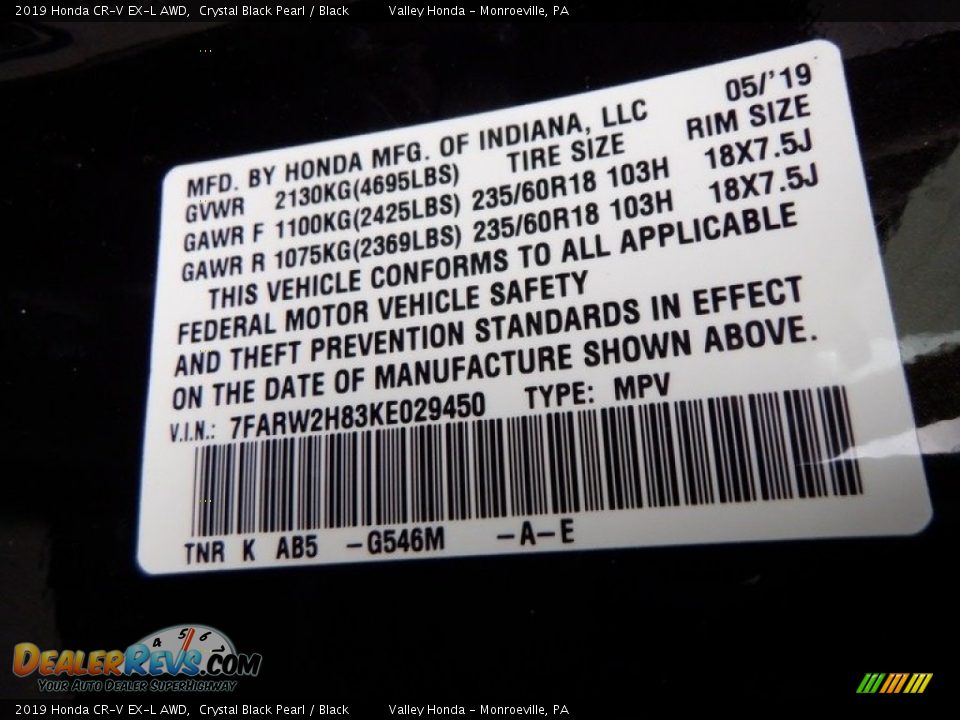 2019 Honda CR-V EX-L AWD, Crystal Black Pearl / Black Valley Honda - Monroeville, PA
MFD. BY HONDA MFG. OF INDIANA, LLC 05/'19
GVWR 2130KG(4695LBS) TIRE SIZE RIM SIZE
GAWR F 1100KG(2425LBS) 235/60R18 103H 18X7.5J
GAWR R 1075KG(2369LBS) 235/60R18 103H 18X7.5J
THIS VEHICLE CONFORMS TO ALL APPLICABLE
FEDERAL MOTOR VEHICLE SAFETY
AND THEFT PREVENTION STANDARDS IN EFFECT
ON THE DATE OF MANUFACTURE SHOWN ABOVE.
V.I.N.: 7FARW2H83KE029450 TYPE: MPV
TNR K AB5 -G546M -A-E
4 5 6
DEALERREVS.COM
YOUR AUTO DEALER SUPERHIGHWAY
2019 Honda CR-V EX-L AWD, Crystal Black Pearl / Black Valley Honda - Monroeville, PA